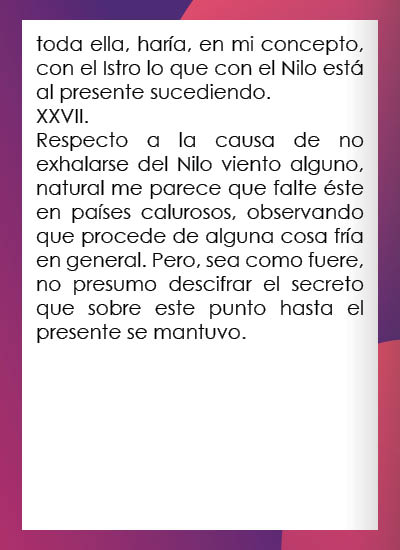 toda ella, haría, en mi concepto,
con el Istro lo que con el Nilo está
al presente sucediendo.
XXVII.
Respecto a la causa de no
exhalarse del Nilo viento alguno,
natural me parece que falte éste
en países calurosos, observando
que procede de alguna cosa fría
en general. Pero, sea como fuere,
no presumo descifrar el secreto
que sobre este punto hasta el
presente se mantuvo.